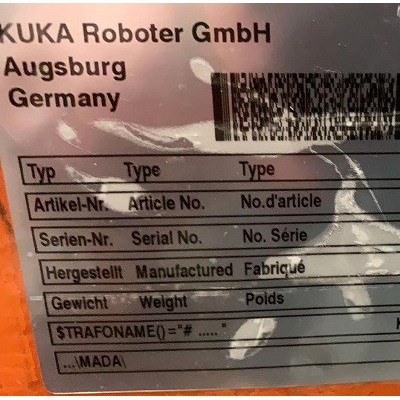 KUKA Roboter GmbH
Augsburg
Germany
Typ Type Type
Artikel-Nr. Article No. No.d'article
Serien-Nr. Serial No. No. Série
Hergestellt Manufactured Fabriqué
Gewicht Weight Poids
$TRAFONAME()="# ..... "
...\MADA\